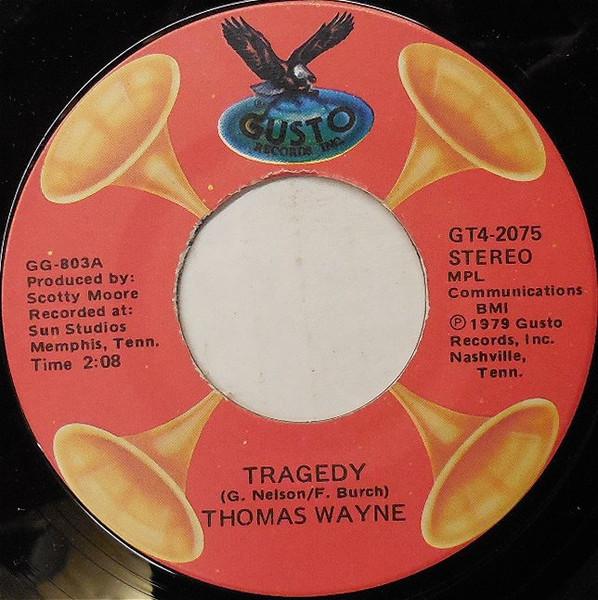 GUSTO
RECORDS INC.
GG-803A
Produced by:
Scotty Moore
Recorded at:
Sun Studios
Memphis, Tenn.
Time 2:08
GT4-2075
STEREO
MPL
Communications
BMI
Ⓟ 1979 Gusto
Records, Inc.
Nashville,
Tenn.
TRAGEDY
(G. Nelson/F. Burch)
THOMAS WAYNE